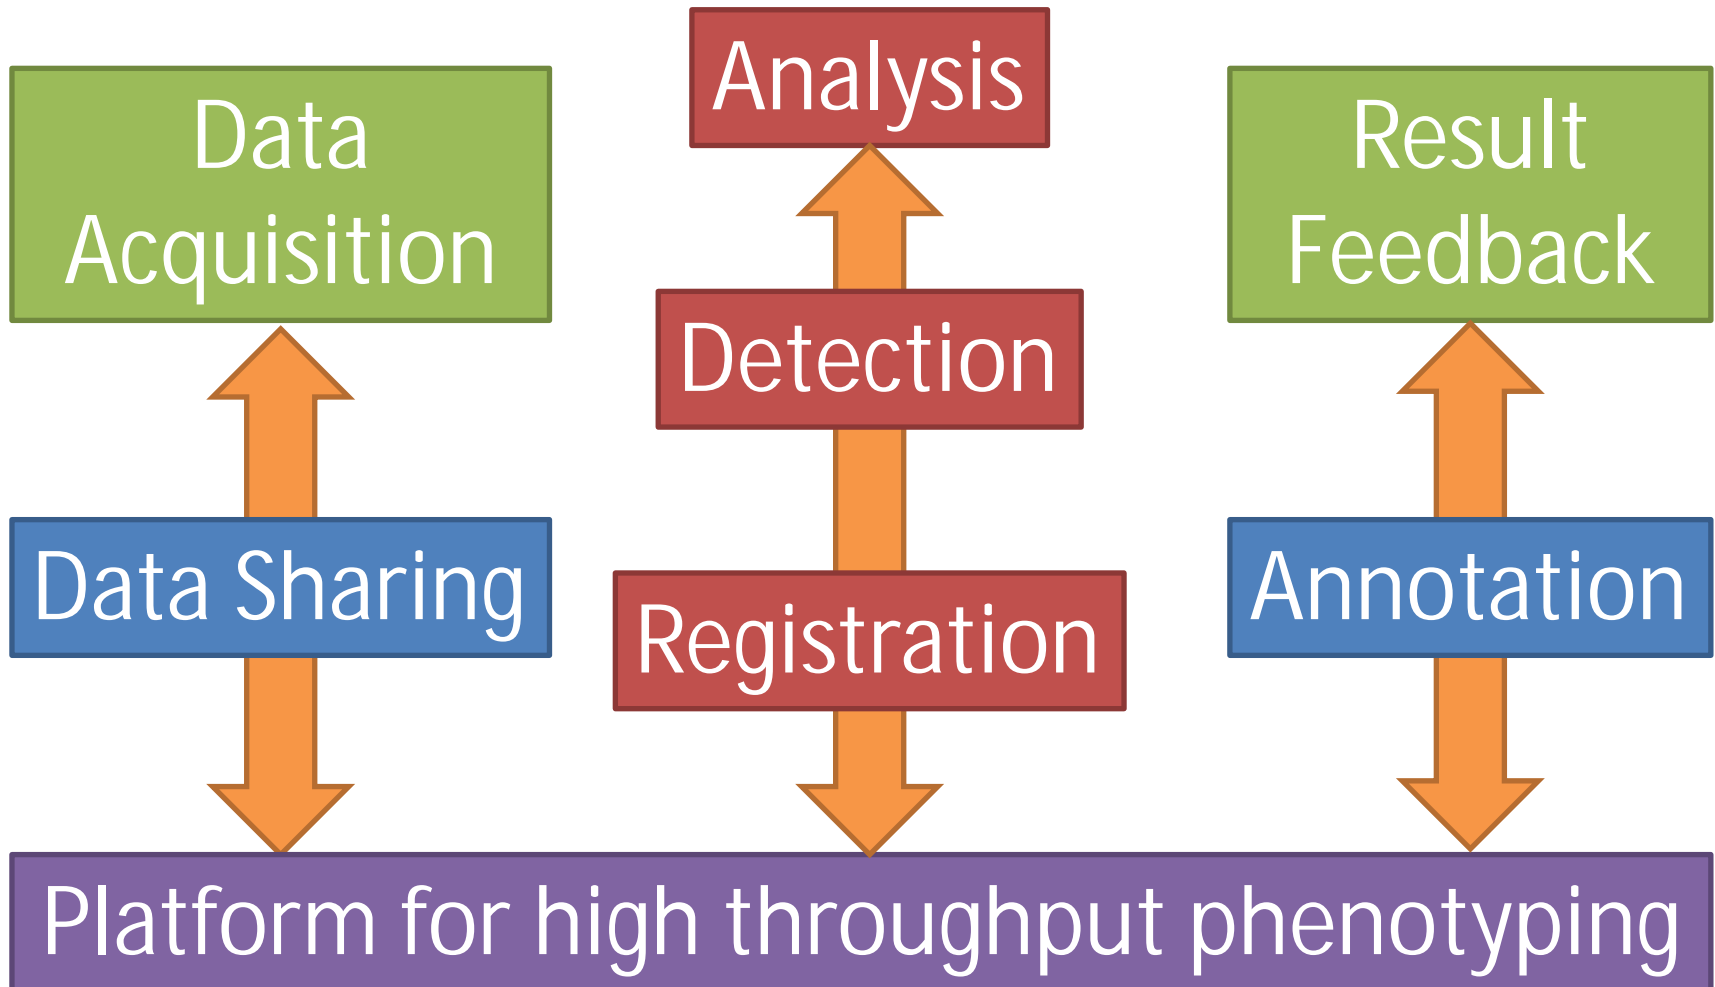 Data
Acquisition
Analysis
Result
Feedback
Detection
Data Sharing
Registration
Annotation
Platform for high throughput phenotyping